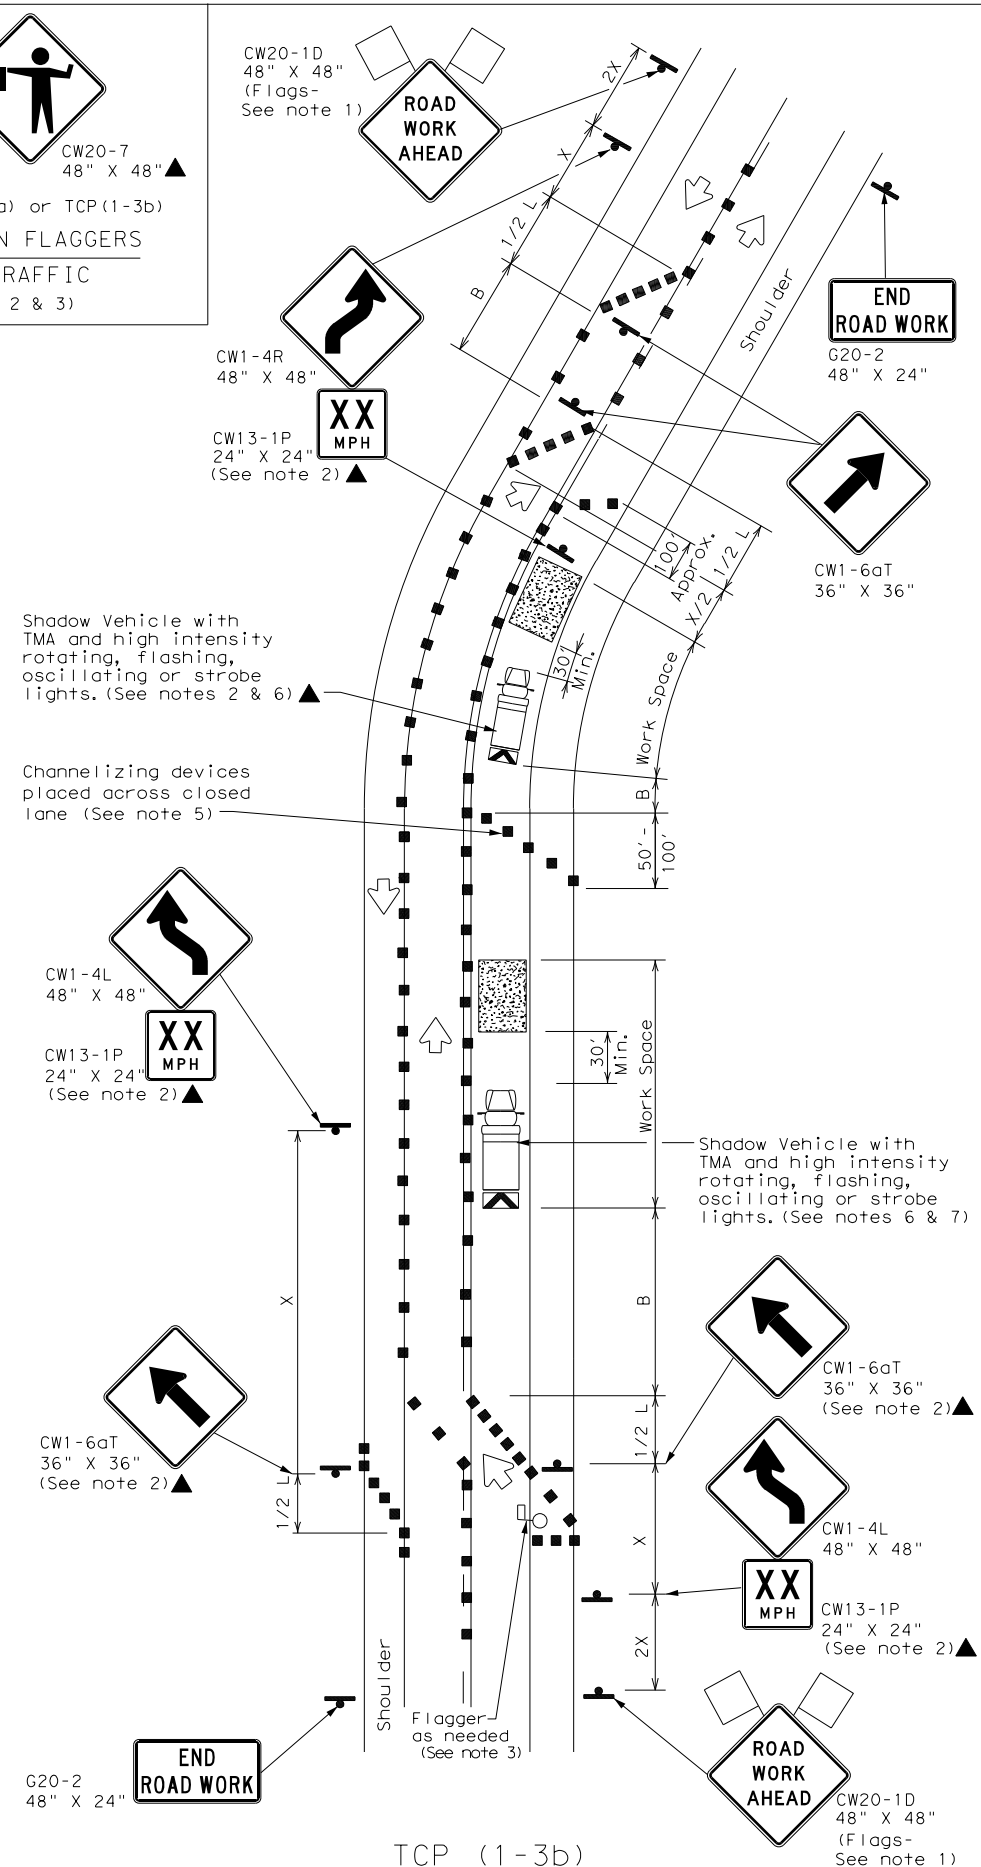 CW20-7
48" X 48"
a) or TCP(1-3b)
N FLAGGERS
RAFFIC
2 & 3)
CW20-1D
48" X 48"
(Flags-
See note 1)
ROAD
WORK
AHEAD
2X
X
1/2 L
B
CW1-4R
48" X 48"
XX
MPH
CW13-1P
24" X 24"
(See note 2)
Shoulder
END
ROAD WORK
G20-2
48" X 24"
CW1-6aT
36" X 36"
100'
Approx.
1/2 L
X/2
Work Space
30'
Min.
B
50' -
100'
Shadow Vehicle with
TMA and high intensity
rotating, flashing,
oscillating or strobe
lights. (See notes 2 & 6)
Channelizing devices
placed across closed
lane (See note 5)
CW1-4L
48" X 48"
XX
MPH
CW13-1P
24" X 24"
(See note 2)
30'
Min.
Work Space
Shadow Vehicle with
TMA and high intensity
rotating, flashing,
oscillating or strobe
lights. (See notes 6 & 7)
X
B
CW1-6aT
36" X 36"
(See note 2)
1/2 L
CW1-6aT
36" X 36"
(See note 2)
1/2 L
X
CW1-4L
48" X 48"
XX
MPH
CW13-1P
24" X 24"
(See note 2)
2X
Shoulder
Flagger
as needed
(See note 3)
END
ROAD WORK
G20-2
48" X 24"
ROAD
WORK
AHEAD
CW20-1D
48" X 48"
(Flags-
See note 1)
TCP (1-3b)